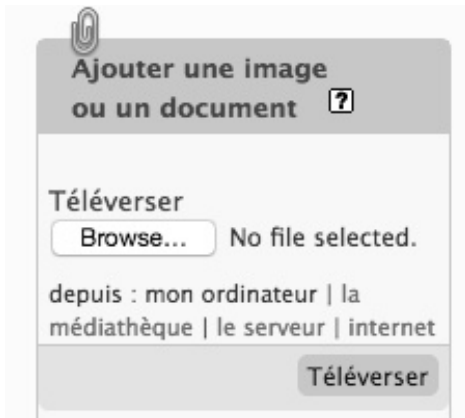 Ajouter une image
ou un document ?
Téléverser
Browse... No file selected.
depuis : mon ordinateur | la
médiathèque | le serveur | internet
Téléverser